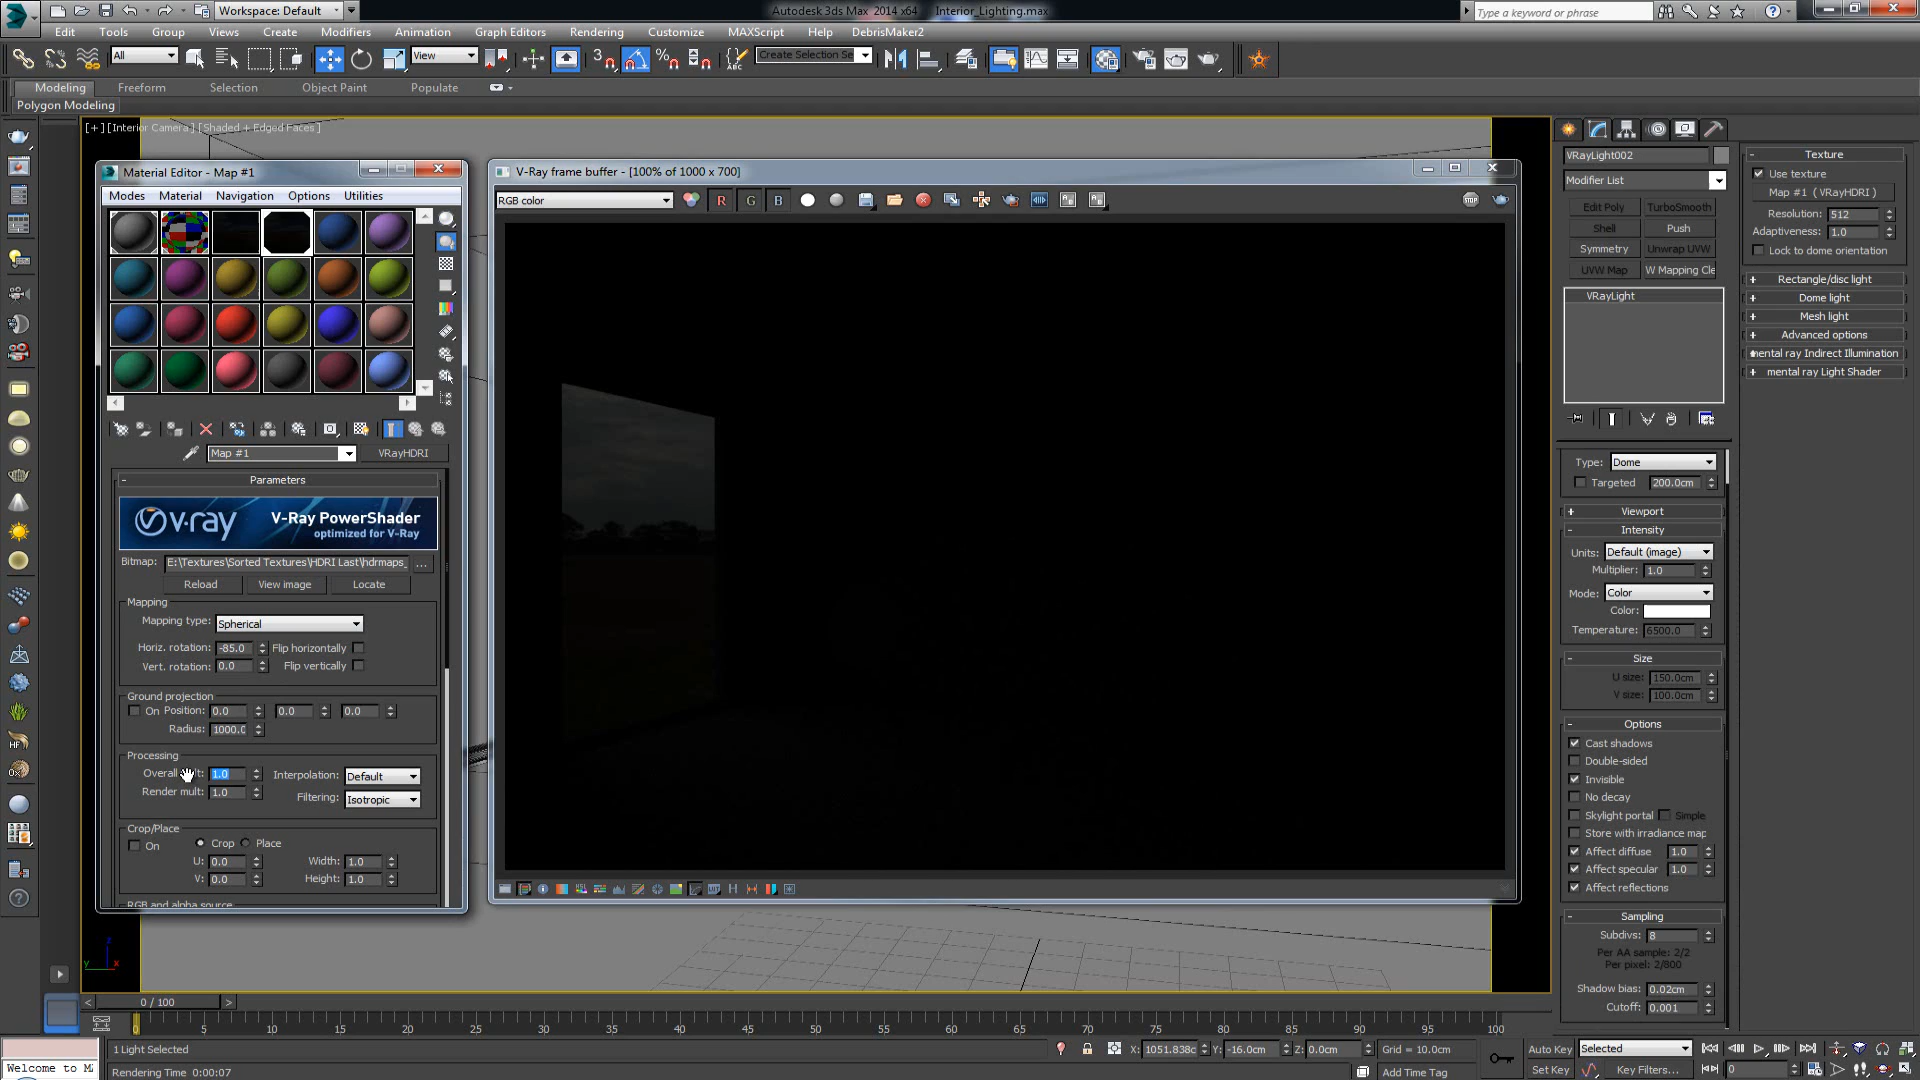 Workspace: Default
Autodesk 3ds Max 2014 x64    Interior_Lighting.max
Type a keyword or phrase
Edit  Tools  Group  Views  Create  Modifiers  Animation  Graph Editors  Rendering  Customize  MAXScript  Help  DebrisMaker2
All
View
Create Selection Se
Modeling  Freeform  Selection  Object Paint  Populate
Polygon Modeling
[+] [Interior Camera] [Shaded + Edged Faces]
Material Editor - Map #1
Modes  Material  Navigation  Options  Utilities
Map #1
VRayHDRI
Parameters
v·ray
V-Ray PowerShader
optimized for V-Ray
Bitmap: E:\Textures\Sorted Textures\HDRI Last\hdrmaps_ ...
Reload  View image  Locate
Mapping
Mapping type: Spherical
Horiz. rotation: -85.0  Flip horizontally
Vert. rotation: 0.0  Flip vertically
Ground projection
On  Position: 0.0  0.0  0.0
Radius: 1000.0
Processing
Overall 1.0  Interpolation: Default
Render mult: 1.0  Filtering: Isotropic
Crop/Place
On  Crop  Place
U: 0.0  Width: 1.0
V: 0.0  Height: 1.0
RGB and alpha source
V-Ray frame buffer - [100% of 1000 x 700]
RGB color
R  G  B
STOP
VRayLight002
Modifier List
Edit Poly  TurboSmooth
Shell  Push
Symmetry  Unwrap UVW
UVW Map  W Mapping Cle
VRayLight
Type: Dome
Targeted  200.0cm
Viewport
Intensity
Units: Default (image)
Multiplier: 1.0
Mode: Color
Color:
Temperature: 6500.0
Size
U size: 150.0cm
V size: 100.0cm
Options
Cast shadows
Double-sided
Invisible
No decay
Skylight portal  Simple
Store with irradiance map
Affect diffuse  1.0
Affect specular  1.0
Affect reflections
Sampling
Subdivs: 8
Per AA sample: 2/2
Per pixel: 2/800
Shadow bias: 0.02cm
Cutoff: 0.001
Texture
Use texture
Map #1  ( VRayHDRI )
Resolution: 512
Adaptiveness: 1.0
Lock to dome orientation
Rectangle/disc light
Dome light
Mesh light
Advanced options
mental ray Indirect Illumination
mental ray Light Shader
0 / 100
0  5  10  15  20  25  30  35  40  45  50  55  60  65  70  75  80  85  90  95  100
1 Light Selected
X: 1051.838c  Y: -16.0cm  Z: 0.0cm  Grid = 10.0cm
Auto Key  Selected
Welcome to M
Rendering Time  0:00:07
Add Time Tag
Set Key  Key Filters...  0